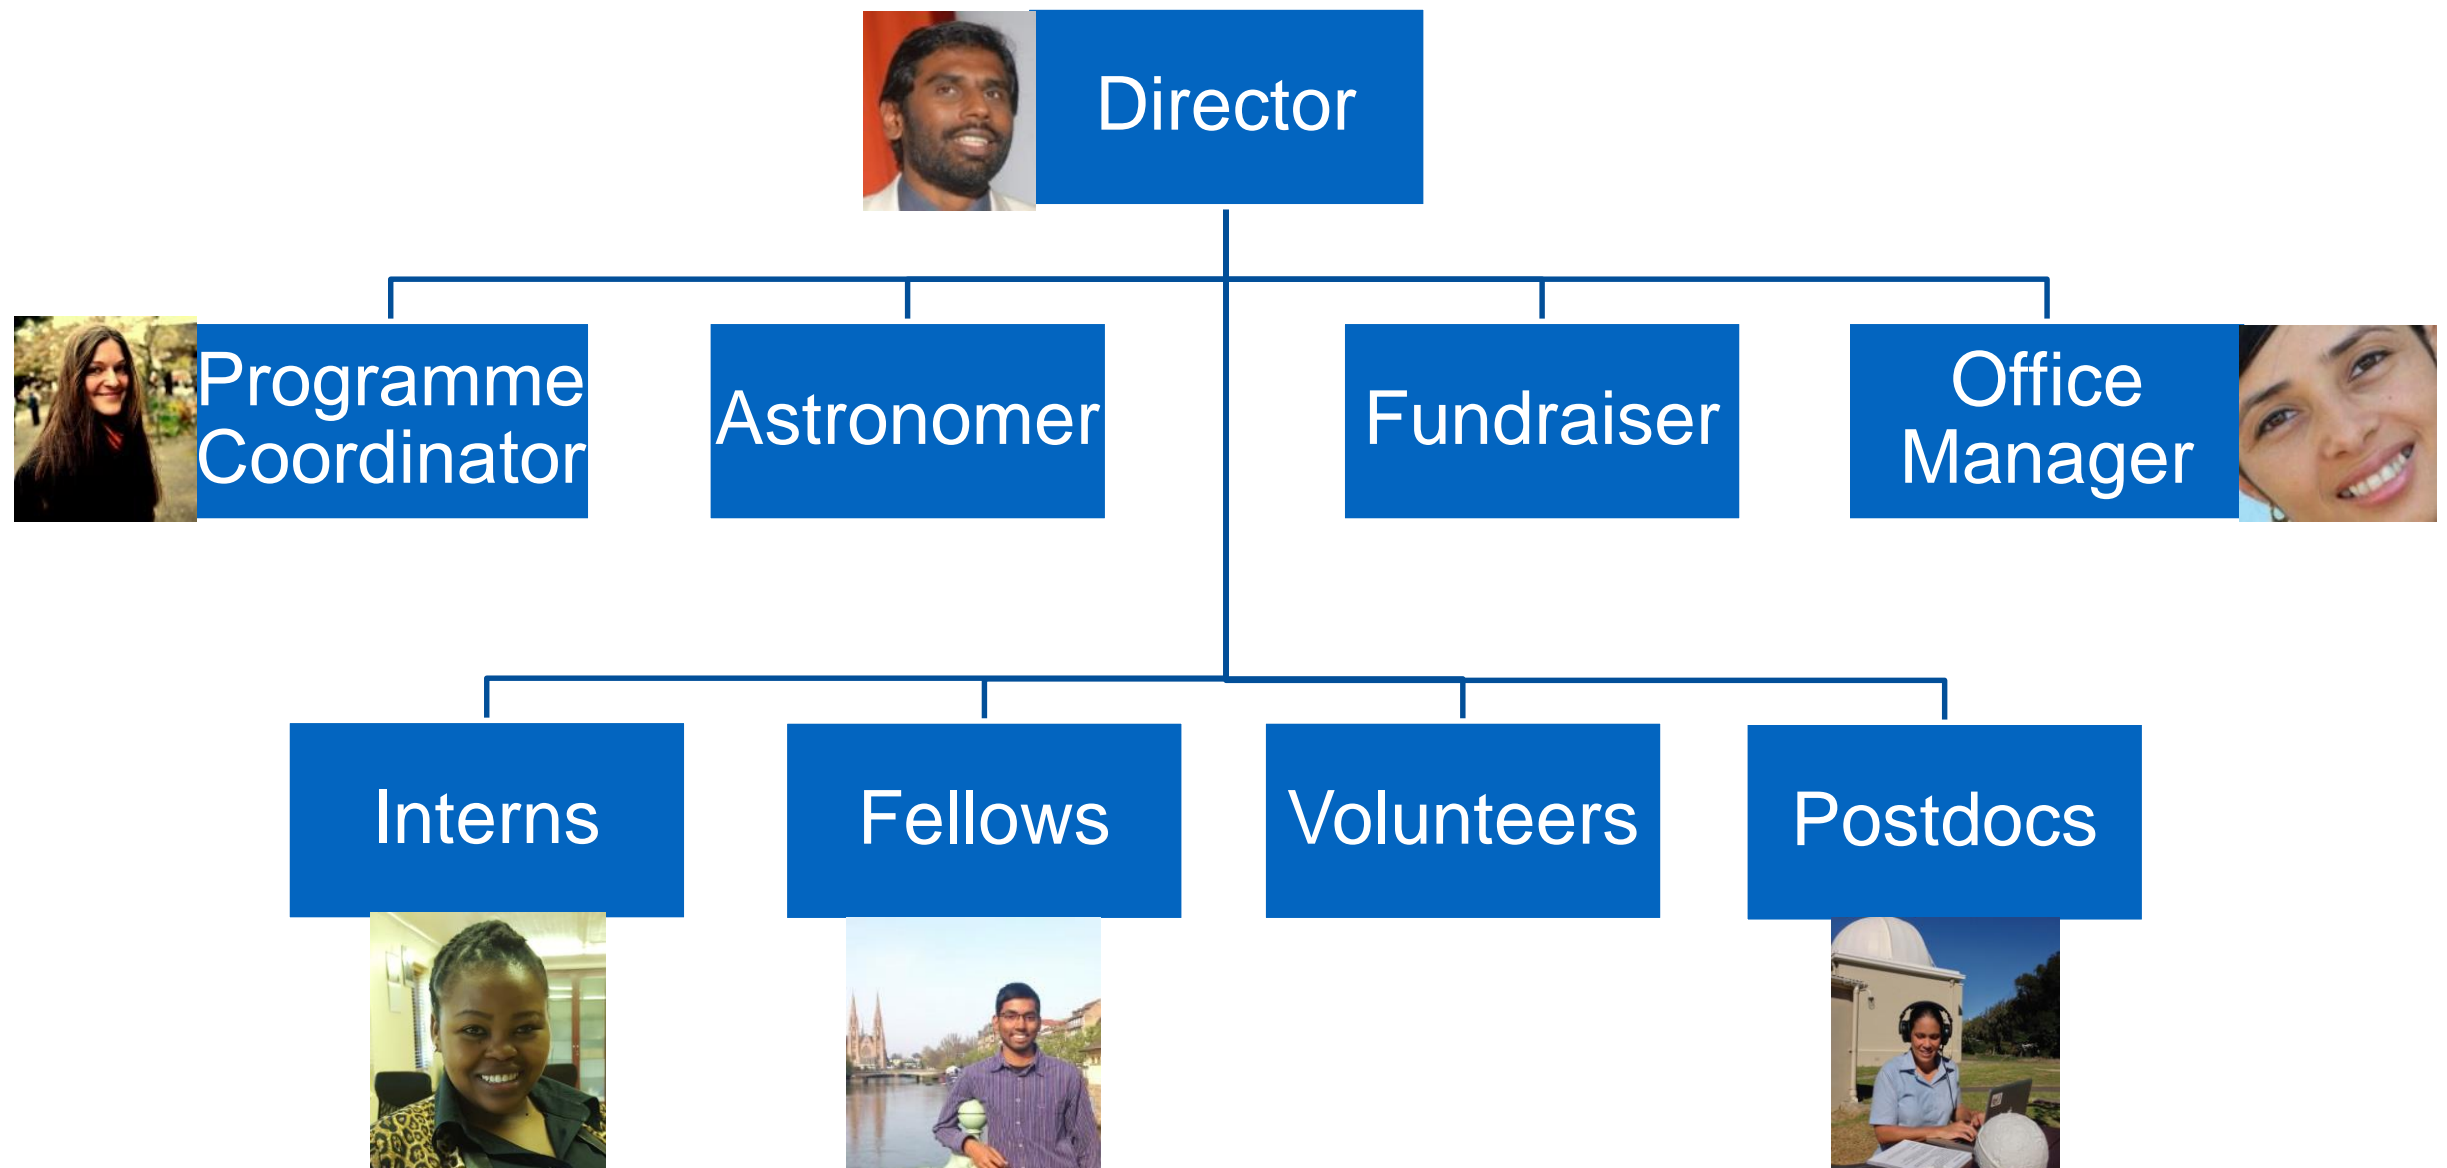 Director
Programme
Coordinator
Astronomer
Fundraiser
Office
Manager
Interns
Fellows
Volunteers
Postdocs